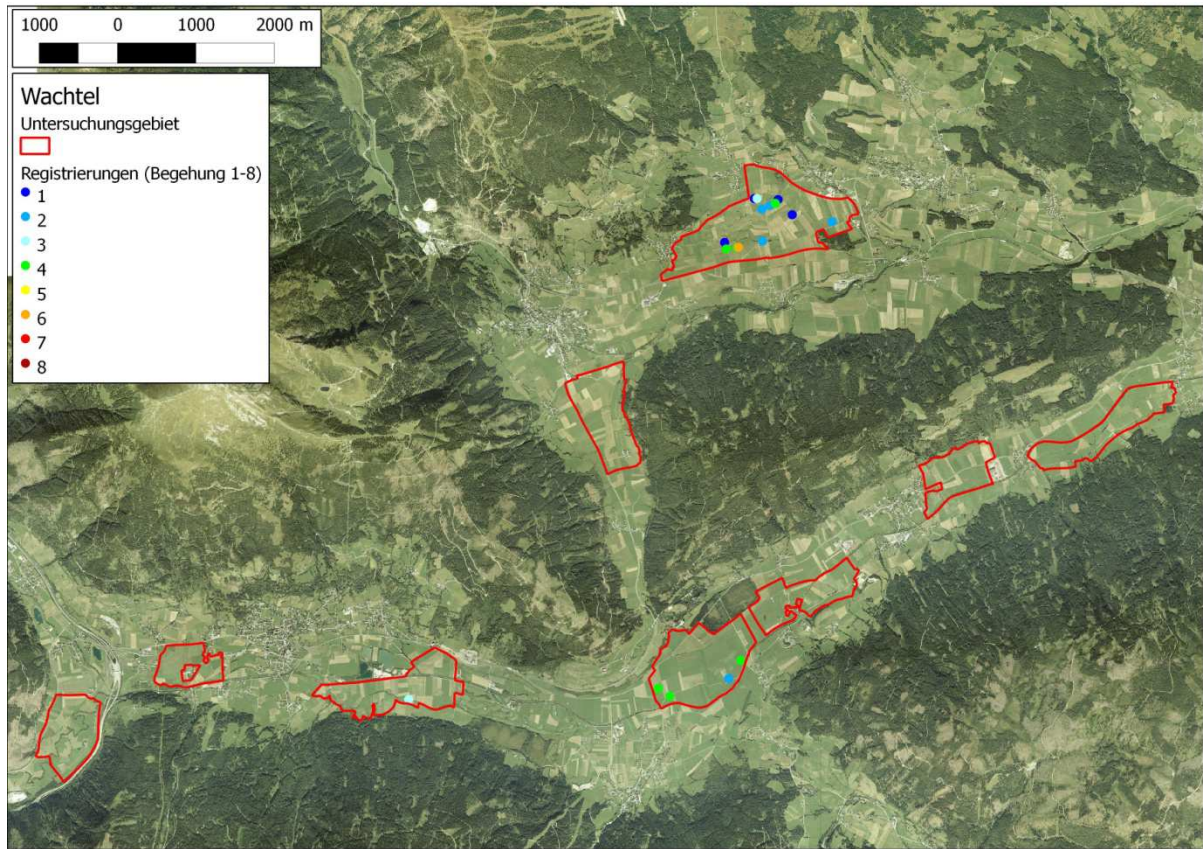 1000 0 1000 2000 m
Wachtel
Untersuchungsgebiet
Registrierungen (Begehung 1-8)
1
2
3
4
5
6
7
8